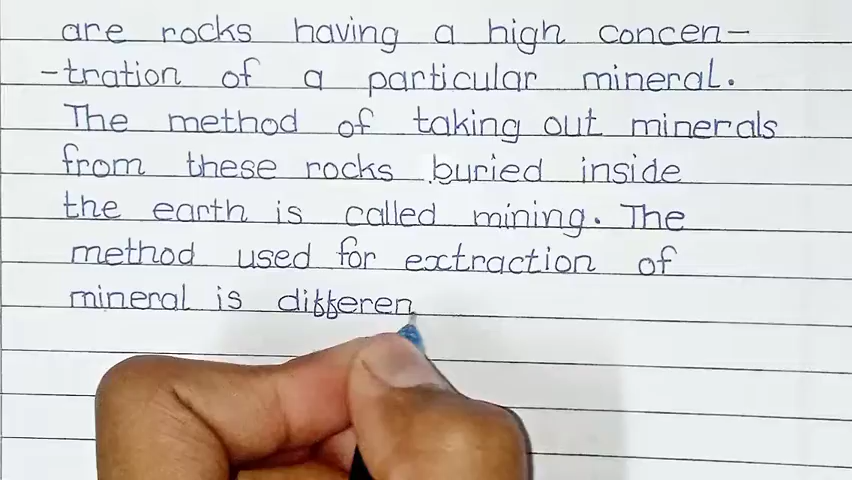 are rocks having a high concen-
-tration of a particular mineral.
The method of taking out minerals
from these rocks buried inside
the earth is called mining. The
method used for extraction of
mineral is differen